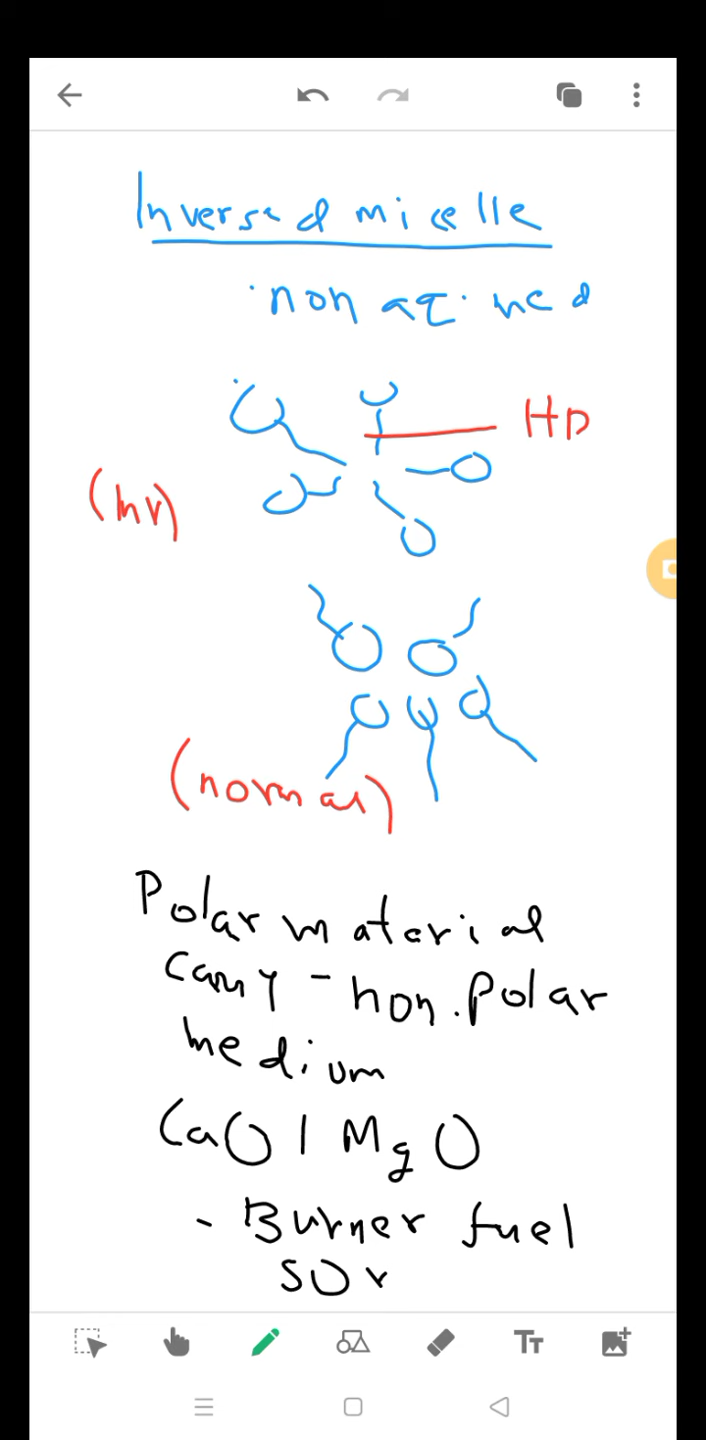 Inversed micelle
· non aq. med
HP
(Inv)
(normal)
Polar material
carry - non. Polar
medium
CaO / MgO
- Burner fuel
SOx
TT